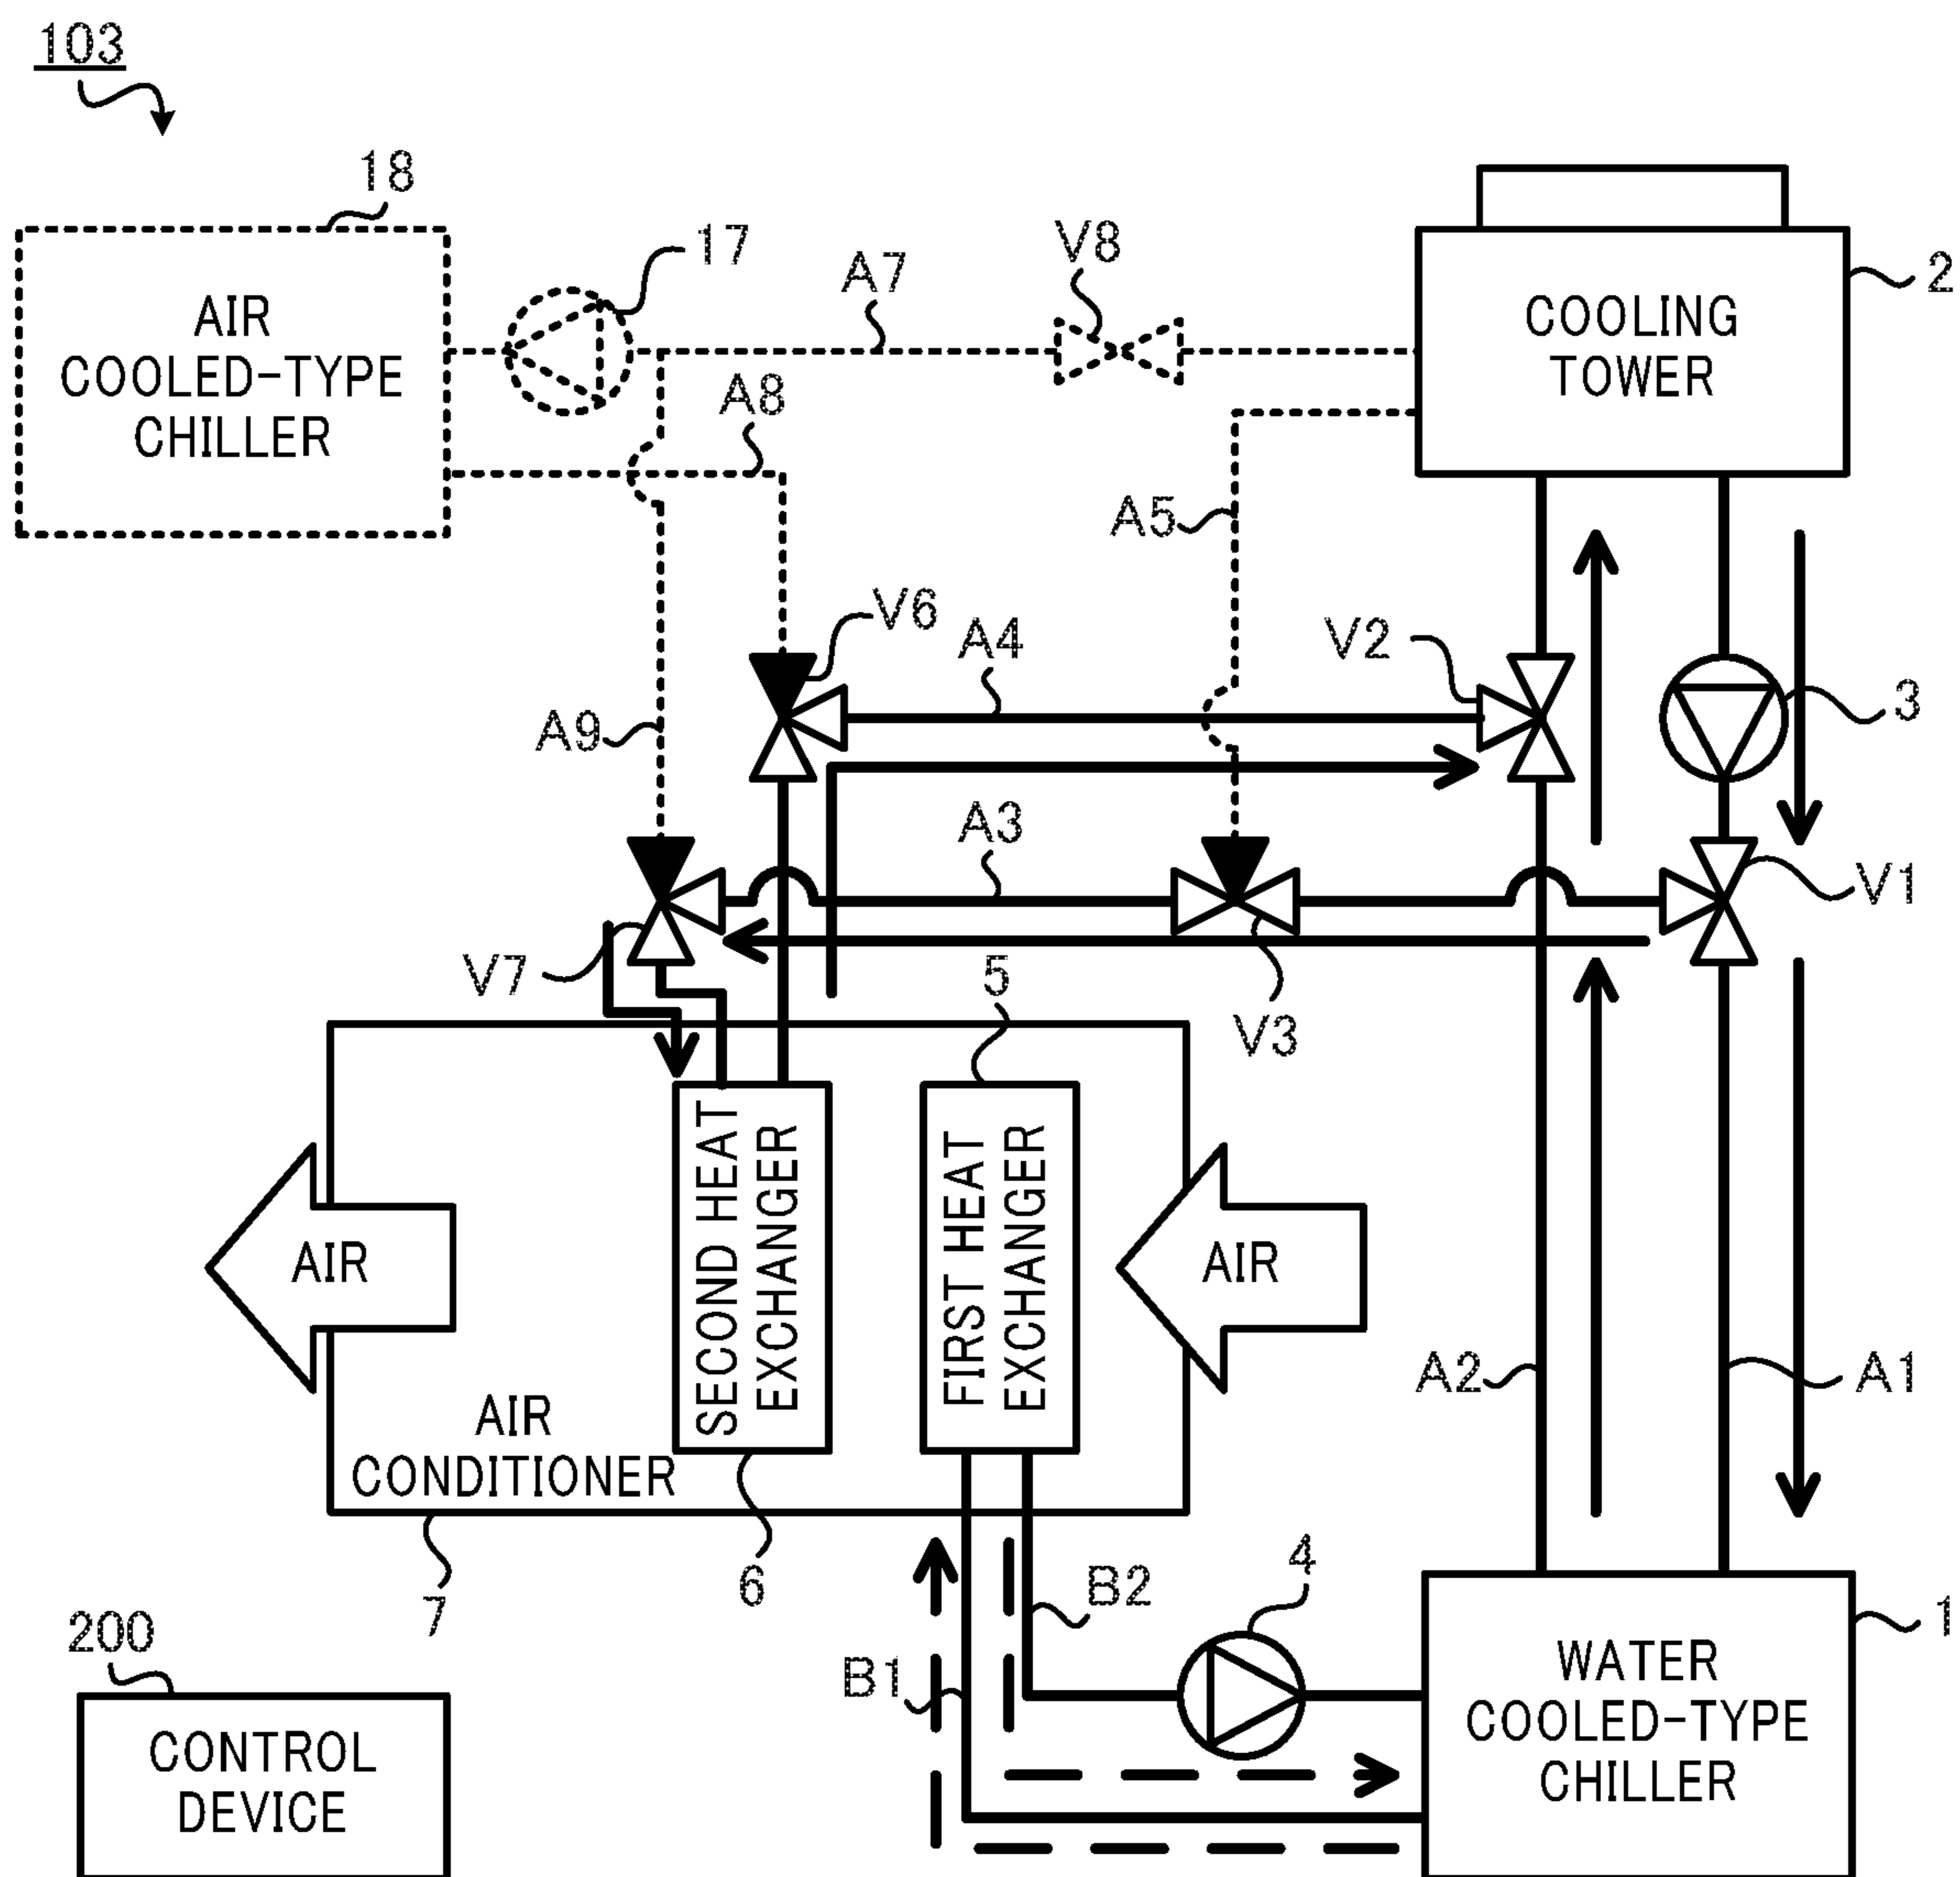 103
18
AIR
COOLED-TYPE
CHILLER
17
A7
V8
A8
COOLING
TOWER
2
A5
V6
A4
V2
3
A9
A3
V1
V7
5
V3
SECOND HEAT
EXCHANGER
FIRST HEAT
EXCHANGER
AIR
AIR
AIR
CONDITIONER
A2
A1
7
6
B2
4
1
200
B1
WATER
COOLED-TYPE
CHILLER
CONTROL
DEVICE